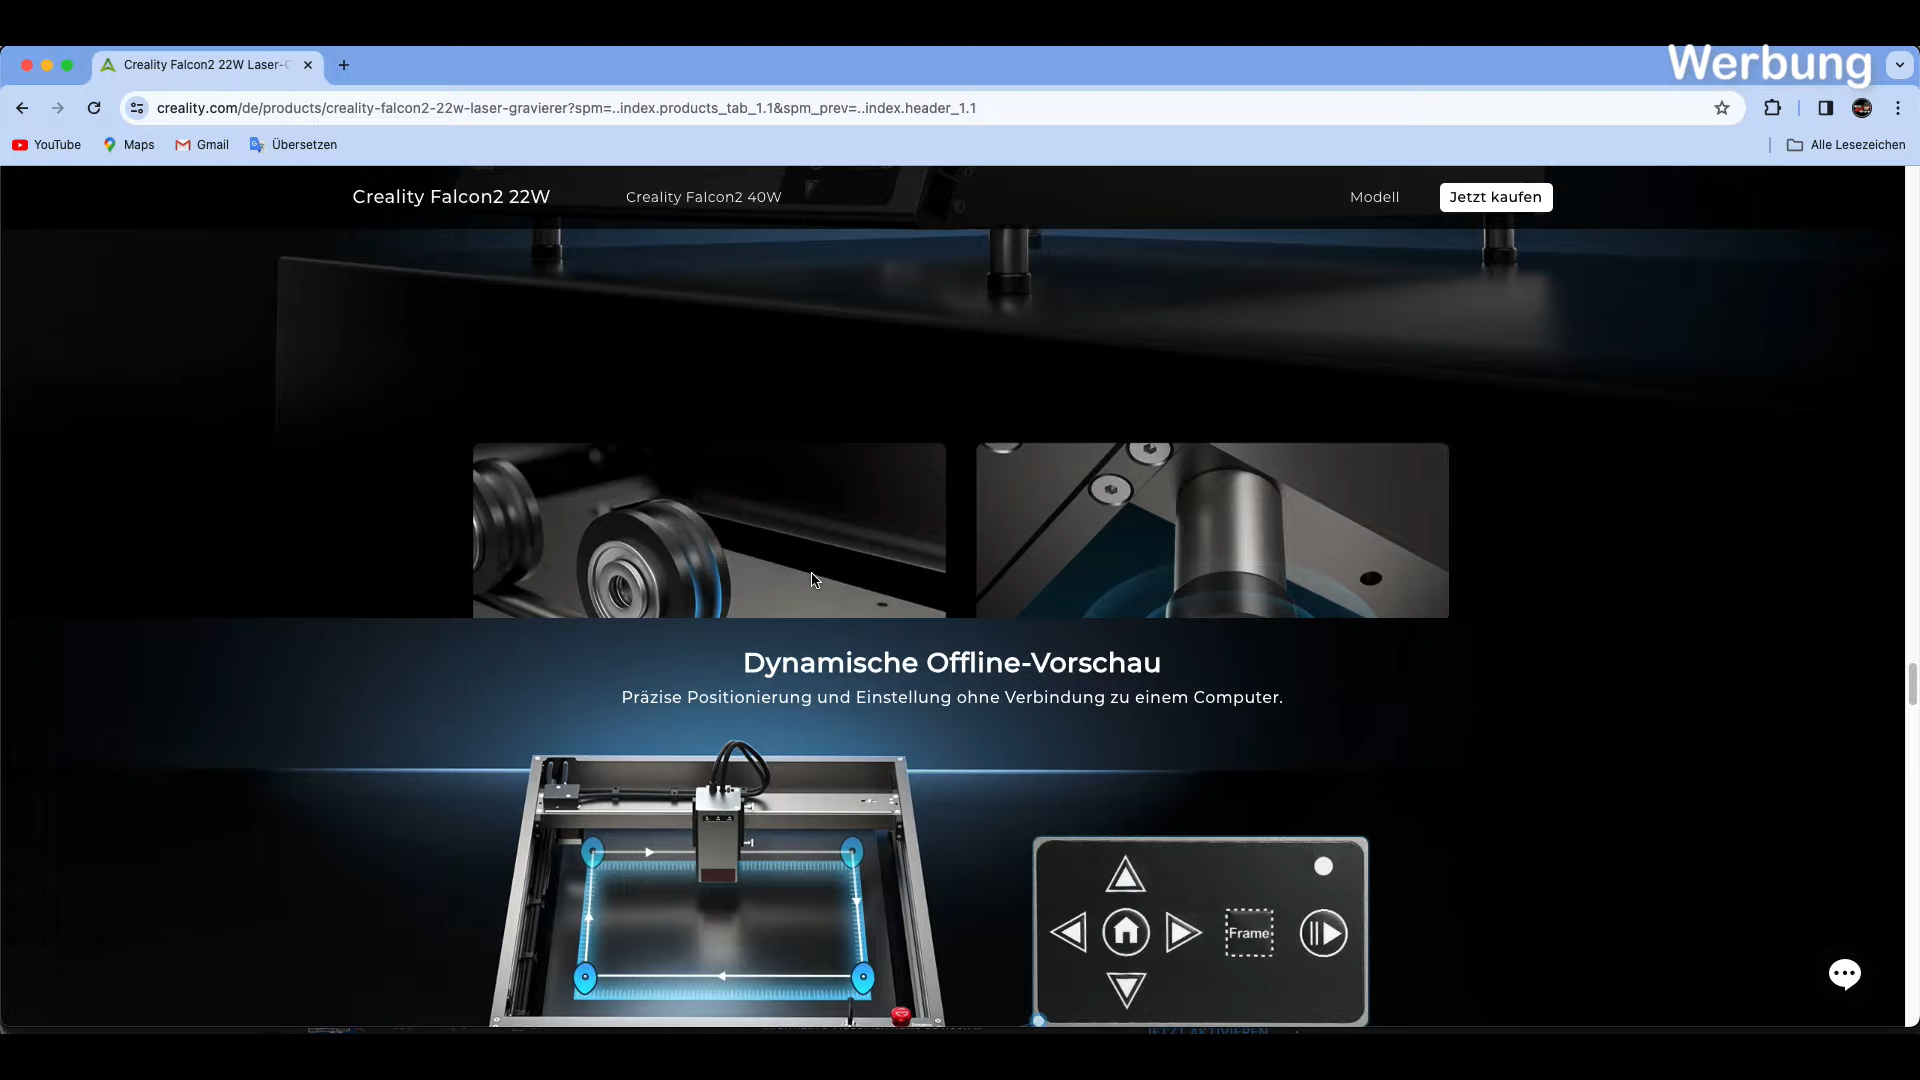 Werbung
Creality Falcon2 22W Laser-G
creality.com/de/products/creality-falcon2-22w-laser-gravierer?spm=..index.products_tab_1.1&spm_prev=..index.header_1.1
YouTube
Maps
Gmail
Übersetzen
Alle Lesezeichen
Creality Falcon2 22W
Creality Falcon2 40W
Modell
Jetzt kaufen
Dynamische Offline-Vorschau
Präzise Positionierung und Einstellung ohne Verbindung zu einem Computer.
Frame
JETZT AKTIVIEREN